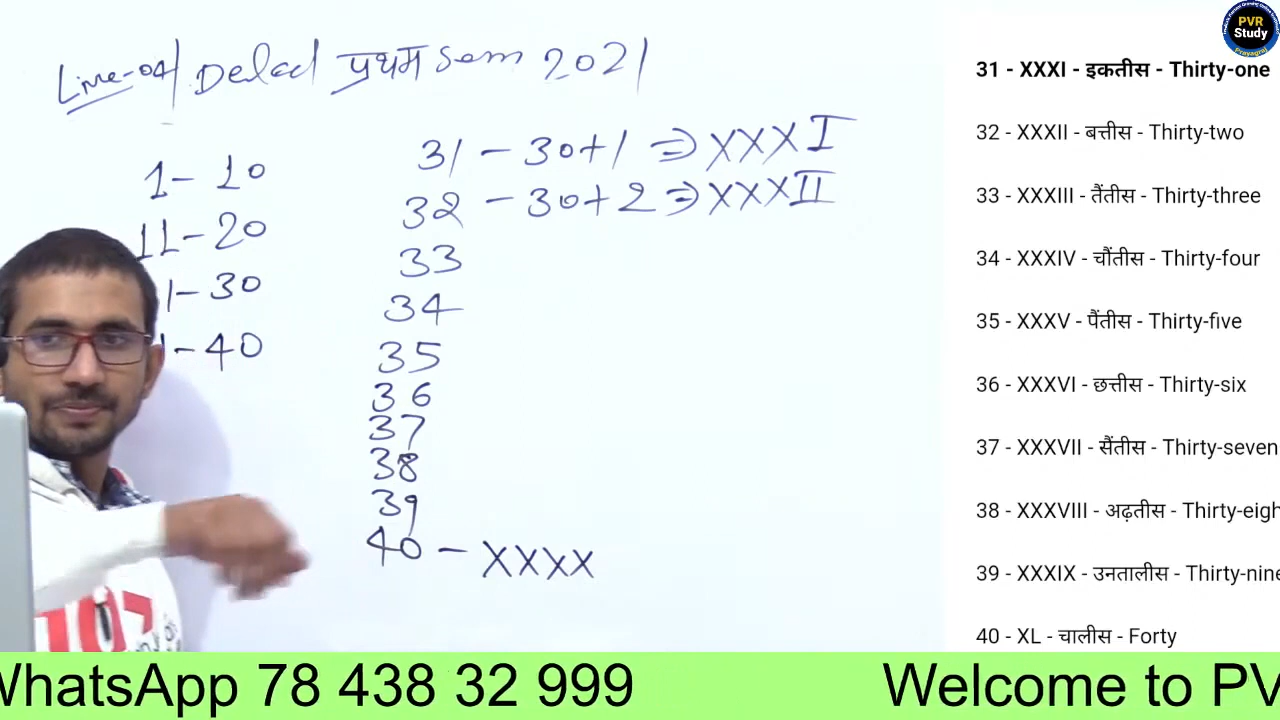 Live-04 Deled प्रथम Sem 2021
1-10
11-20
1-30
1-40
31 - 30+1 ⇒ XXXI
32 - 30+2 ⇒ XXXII
33
34
35
36
37
38
39
40 - XXXX
PVR
Study
Prayagraj
31 - XXXI - इकतीस - Thirty-one
32 - XXXII - बत्तीस - Thirty-two
33 - XXXIII - तैंतीस - Thirty-three
34 - XXXIV - चौंतीस - Thirty-four
35 - XXXV - पैंतीस - Thirty-five
36 - XXXVI - छत्तीस - Thirty-six
37 - XXXVII - सैंतीस - Thirty-seven
38 - XXXVIII - अढ़तीस - Thirty-eigh
39 - XXXIX - उनतालीस - Thirty-nine
40 - XL - चालीस - Forty
107
WhatsApp 78 438 32 999 Welcome to PV